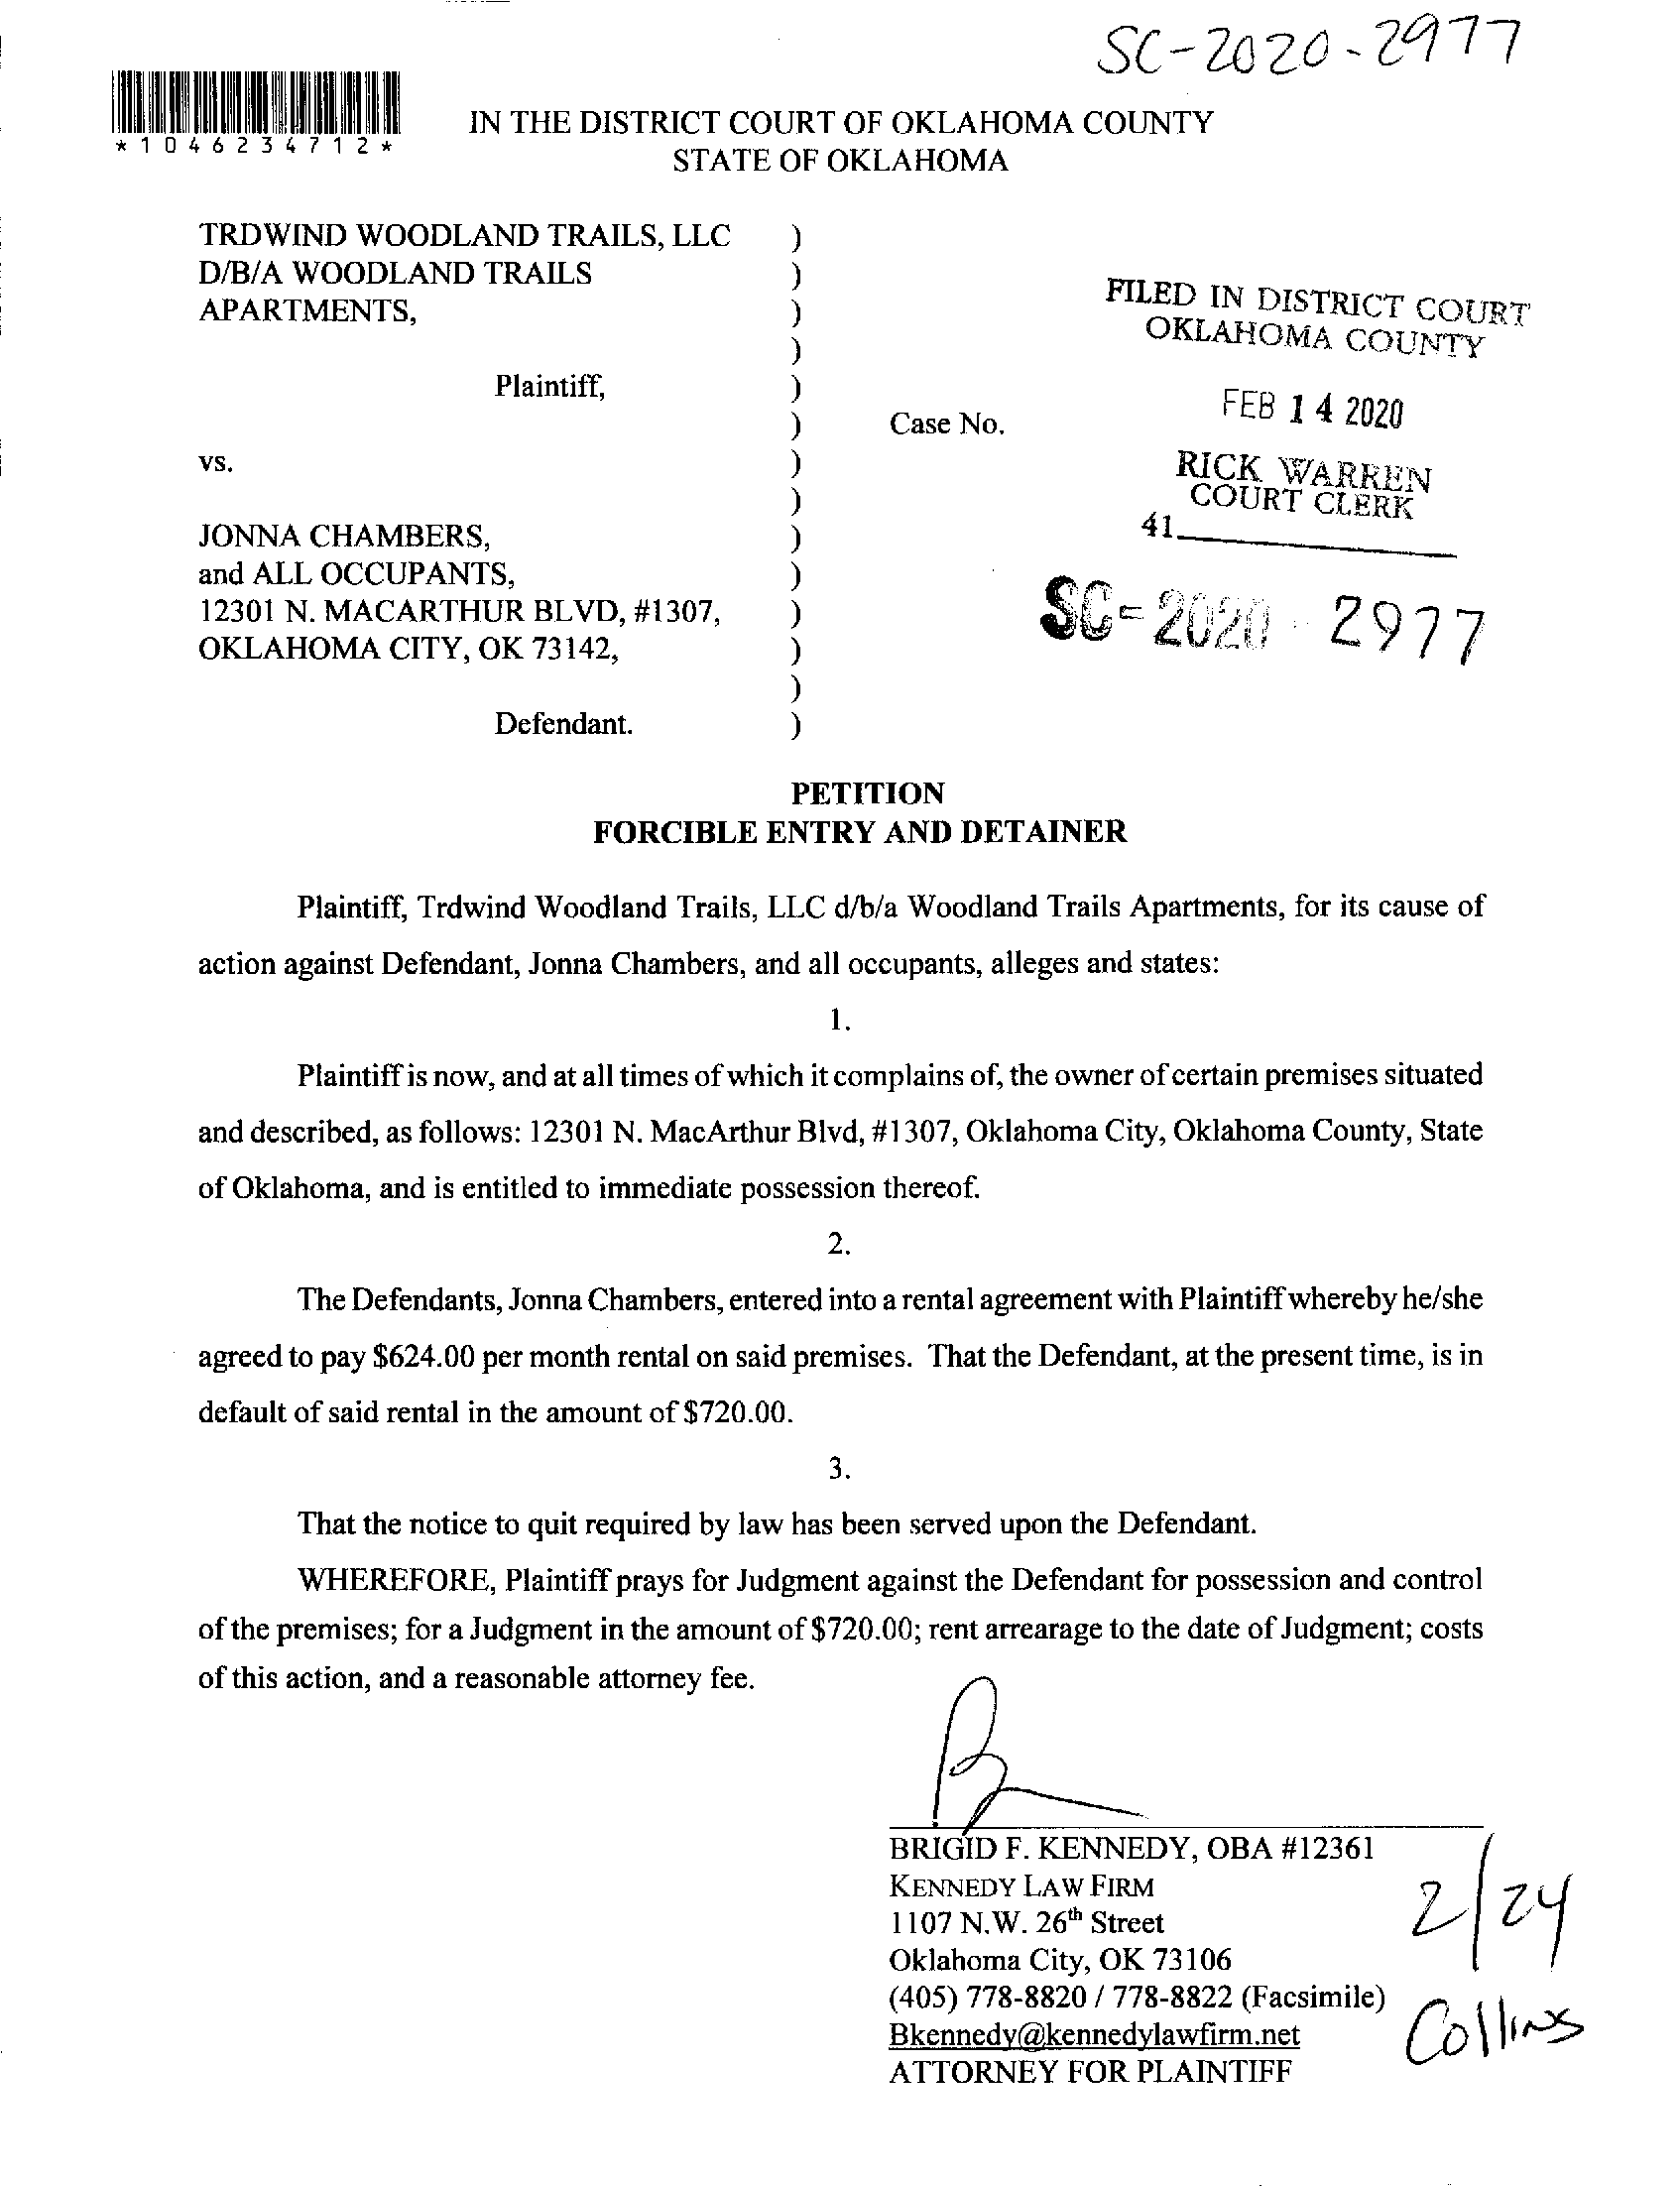 SC-2020-2977
*1046234712*
IN THE DISTRICT COURT OF OKLAHOMA COUNTY
STATE OF OKLAHOMA
TRDWIND WOODLAND TRAILS, LLC )
D/B/A WOODLAND TRAILS )
APARTMENTS, )
)
Plaintiff, )
) Case No.
vs. )
)
JONNA CHAMBERS, )
and ALL OCCUPANTS, )
12301 N. MACARTHUR BLVD, #1307, )
OKLAHOMA CITY, OK 73142, )
)
Defendant. )
FILED IN DISTRICT COURT
OKLAHOMA COUNTY
FEB 14 2020
RICK WARREN
COURT CLERK
41
SC-2020 2977
PETITION
FORCIBLE ENTRY AND DETAINER
Plaintiff, Trdwind Woodland Trails, LLC d/b/a Woodland Trails Apartments, for its cause of
action against Defendant, Jonna Chambers, and all occupants, alleges and states:
1.
Plaintiff is now, and at all times of which it complains of, the owner of certain premises situated
and described, as follows: 12301 N. MacArthur Blvd, #1307, Oklahoma City, Oklahoma County, State
of Oklahoma, and is entitled to immediate possession thereof.
2.
The Defendants, Jonna Chambers, entered into a rental agreement with Plaintiff whereby he/she
agreed to pay $624.00 per month rental on said premises. That the Defendant, at the present time, is in
default of said rental in the amount of $720.00.
3.
That the notice to quit required by law has been served upon the Defendant.
WHEREFORE, Plaintiff prays for Judgment against the Defendant for possession and control
of the premises; for a Judgment in the amount of $720.00; rent arrearage to the date of Judgment; costs
of this action, and a reasonable attorney fee.
BRIGID F. KENNEDY, OBA #12361
KENNEDY LAW FIRM
1107 N.W. 26th Street
Oklahoma City, OK 73106
(405) 778-8820 / 778-8822 (Facsimile)
Bkennedy@kennedylawfirm.net
ATTORNEY FOR PLAINTIFF
2/24
Collins